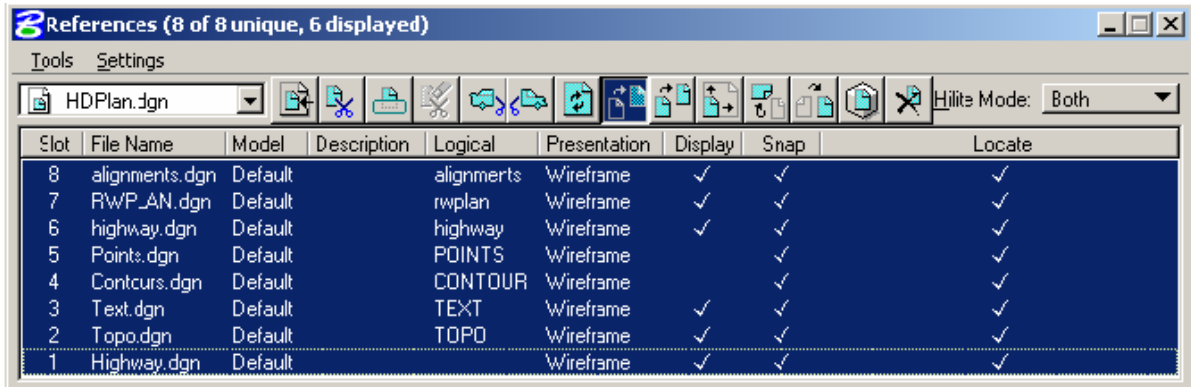 References (8 of 8 unique, 6 displayed)
Tools Settings
HDPlan.dgn Hilite Mode: Both
Slot File Name Model Description Logical Presentation Display Snap Locate
8 alignments.dgn Default alignments Wireframe ✓ ✓ ✓
7 RWPLAN.dgn Default rwplan Wireframe ✓ ✓ ✓
6 highway.dgn Default highway Wireframe ✓ ✓ ✓
5 Points.dgn Default POINTS Wireframe ✓ ✓
4 Contours.dgn Default CONTOUR Wireframe ✓ ✓
3 Text.dgn Default TEXT Wireframe ✓ ✓ ✓
2 Topo.dgn Default TOPO Wireframe ✓ ✓ ✓
1 Highway.dgn Default Wireframe ✓ ✓ ✓